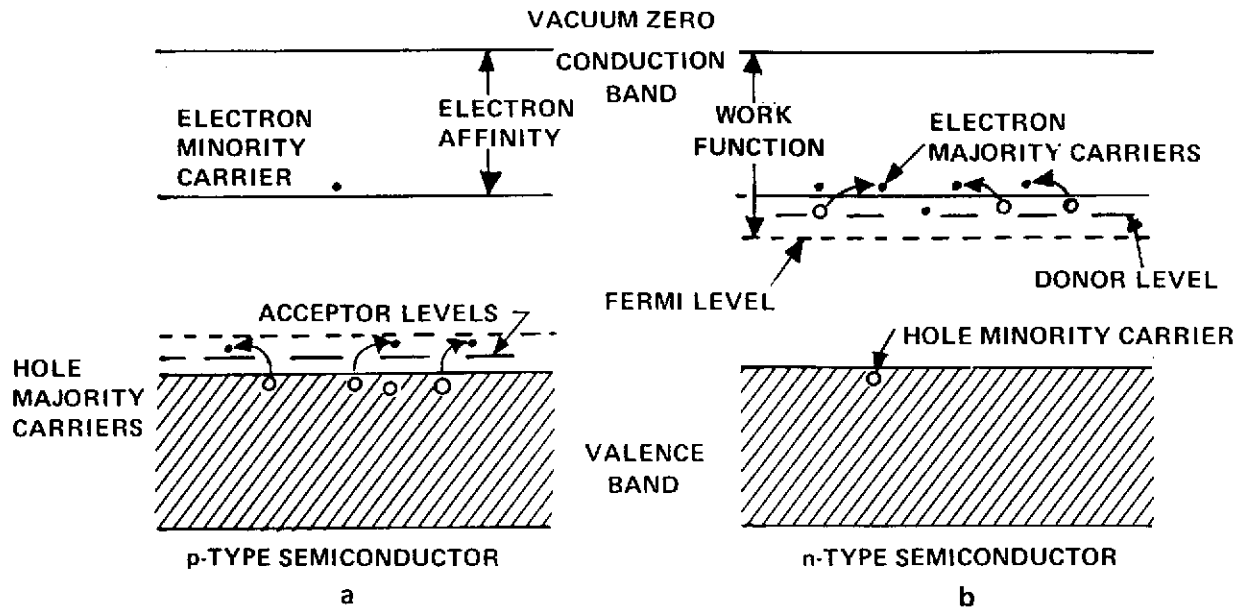 VACUUM ZERO
CONDUCTION
BAND
ELECTRON
MINORITY
CARRIER
ELECTRON
AFFINITY
WORK
FUNCTION
ELECTRON
MAJORITY CARRIERS
FERMI LEVEL
DONOR LEVEL
ACCEPTOR LEVELS
HOLE MINORITY CARRIER
HOLE
MAJORITY
CARRIERS
VALENCE
BAND
p-TYPE SEMICONDUCTOR
a
n-TYPE SEMICONDUCTOR
b